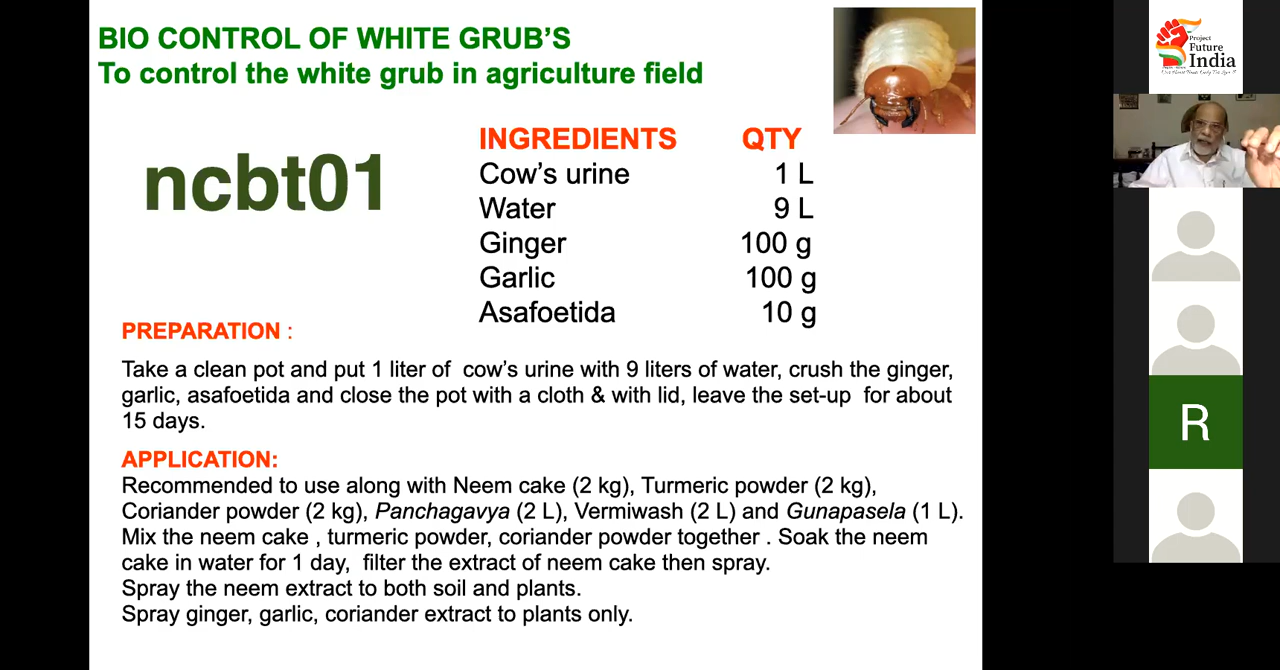 BIO CONTROL OF WHITE GRUB’S
To control the white grub in agriculture field
ncbt01
INGREDIENTS QTY
Cow’s urine 1 L
Water 9 L
Ginger 100 g
Garlic 100 g
Asafoetida 10 g
PREPARATION :
Take a clean pot and put 1 liter of cow’s urine with 9 liters of water, crush the ginger,
garlic, asafoetida and close the pot with a cloth & with lid, leave the set-up for about
15 days.
APPLICATION:
Recommended to use along with Neem cake (2 kg), Turmeric powder (2 kg),
Coriander powder (2 kg), Panchagavya (2 L), Vermiwash (2 L) and Gunapasela (1 L).
Mix the neem cake , turmeric powder, coriander powder together . Soak the neem
cake in water for 1 day, filter the extract of neem cake then spray.
Spray the neem extract to both soil and plants.
Spray ginger, garlic, coriander extract to plants only.
Project
Future
India
R